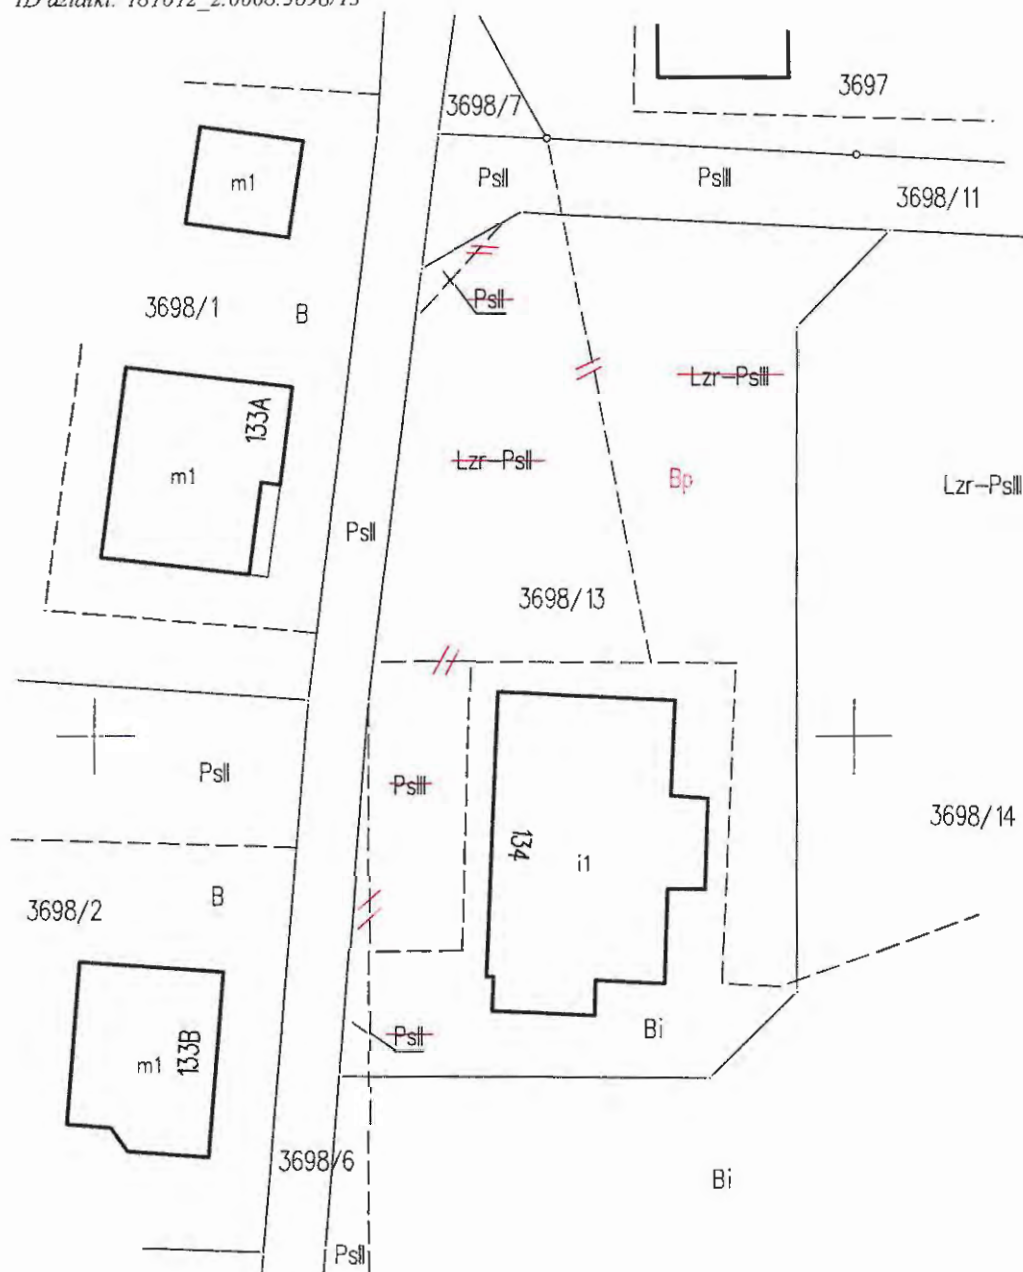 ID działki: 181612_2.0008.3698/13
3698/7
3697
m1
PsII
PsIII
3698/11
3698/1
B
PsII
Lzr-PsIII
133A
m1
Lzr-PsII
Bp
Lzr-PsIII
PsII
3698/13
PsII
PsIII
3698/14
134
i1
B
3698/2
PsII
Bi
m1
133B
3698/6
Bi
PsII